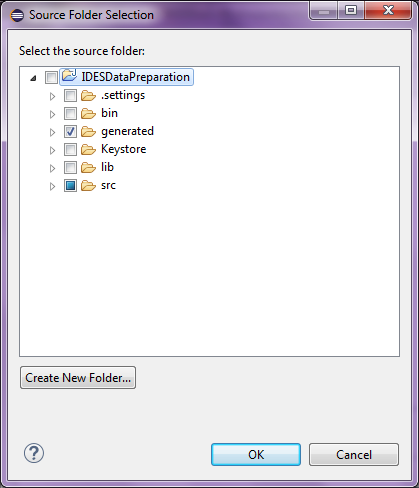 Source Folder Selection
Select the source folder:
IDESDataPreparation
.settings
bin
generated
Keystore
lib
src
Create New Folder...
?
OK
Cancel